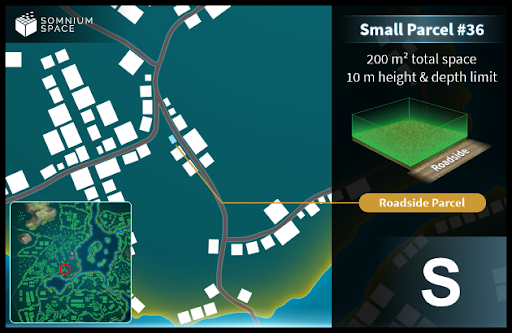 SOMNIUM
SPACE
Small Parcel #36
200 m² total space
10 m height & depth limit
Roadside
Roadside Parcel
S